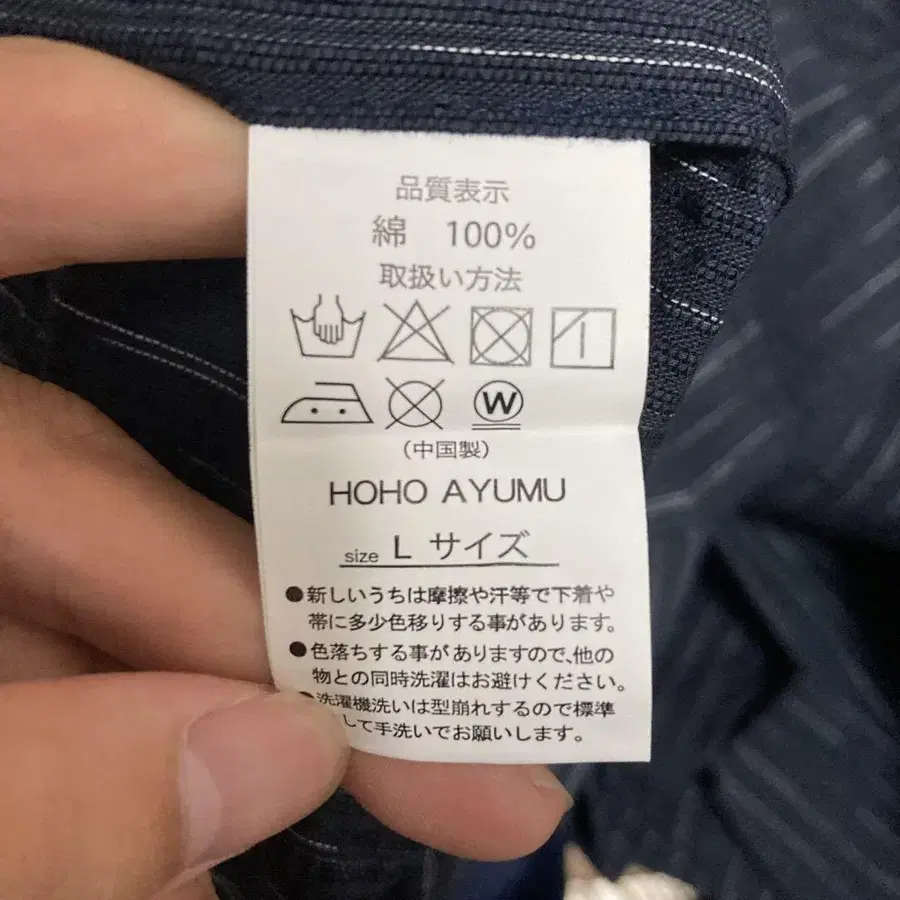 品質表示
綿 100%
取扱い方法
W
(中国製)
HOHO AYUMU
size L サイズ
●新しいうちは摩擦や汗等で下着や
帯に多少色移りする事があります。
●色落ちする事がありますので、他の
物との同時洗濯はお避けください。
●洗濯機洗いは型崩れするので標準
して手洗いでお願いします。